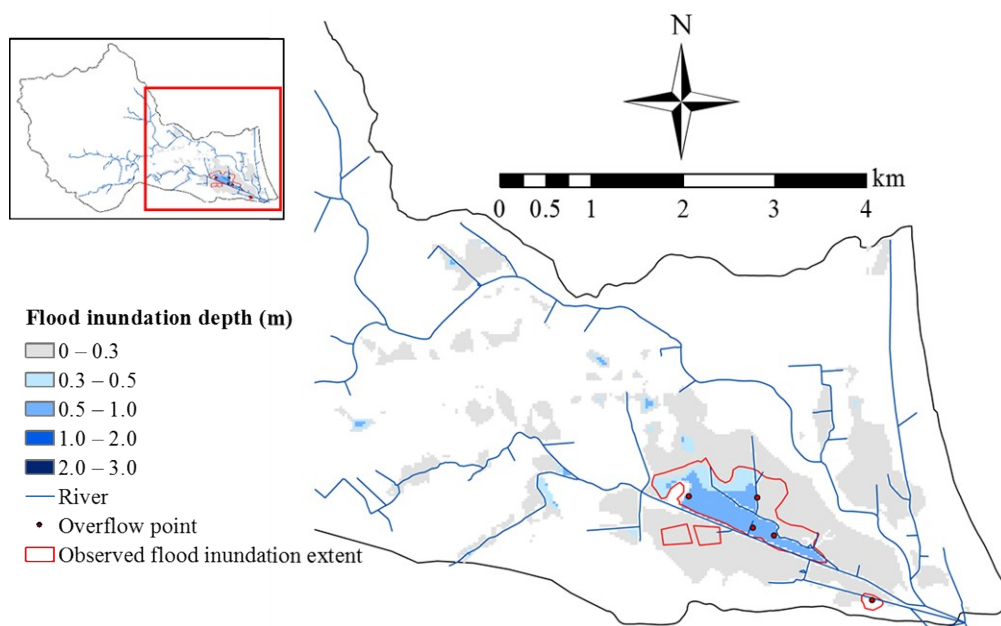 N
km
0 0.5 1 2 3 4
Flood inundation depth (m)
0 – 0.3
0.3 – 0.5
0.5 – 1.0
1.0 – 2.0
2.0 – 3.0
River
Overflow point
Observed flood inundation extent